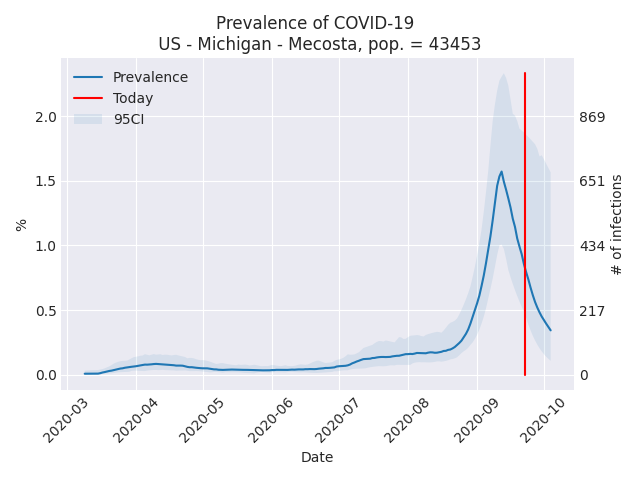 Prevalence of COVID-19
US - Michigan - Mecosta, pop. = 43453
Prevalence
Today
95CI
2.0
1.5
1.0
0.5
0.0
%
869
651
434
217
0
# of infections
2020-03
2020-04
2020-05
2020-06
2020-07
2020-08
2020-09
2020-10
Date